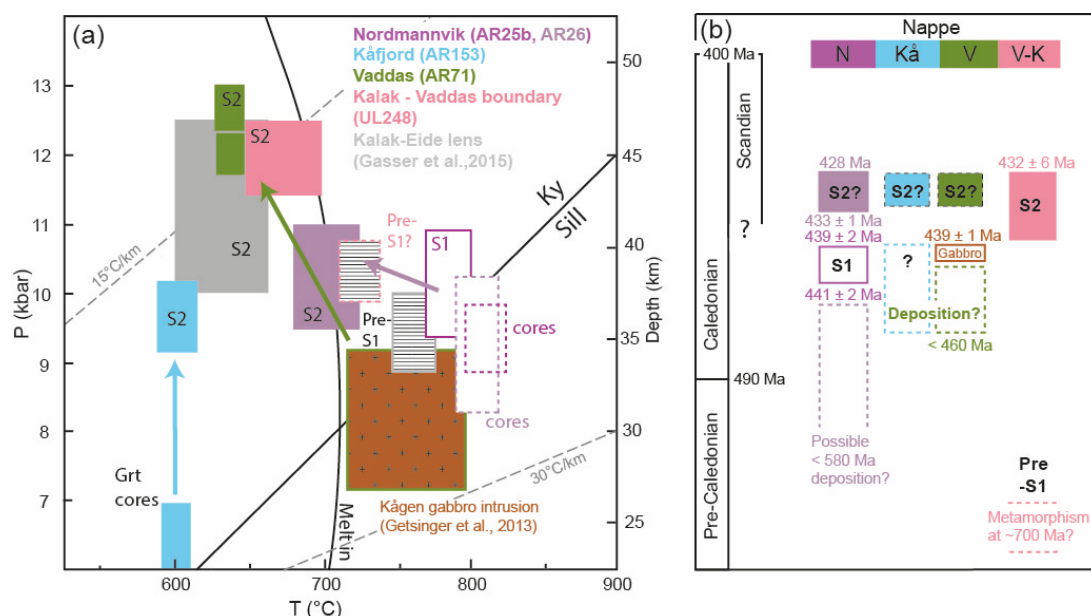 (a)
Nordmannvik (AR25b, AR26)
Kåfjord (AR153)
Vaddas (AR71)
Kalak - Vaddas boundary
(UL248)
Kalak-Eide lens
(Gasser et al.,2015)
S2
S2
S2
S2
S2
Pre-
S1?
S1
Ky
Sill
Pre-
S1
cores
cores
Grt
cores
15°C/km
30°C/km
Kågen gabbro intrusion
(Getsinger et al., 2013)
Melt in
P (kbar)
13
12
11
10
9
8
7
600
700
800
900
T (°C)
Depth (km)
50
45
40
35
30
25
(b)
Nappe
N
Kå
V
V-K
400 Ma
Scandian
?
Caledonian
490 Ma
Pre-Caledonian
428 Ma
S2?
S2?
S2?
432 ± 6 Ma
S2
433 ± 1 Ma
439 ± 2 Ma
439 ± 1 Ma
S1
?
Gabbro
441 ± 2 Ma
Deposition?
< 460 Ma
Possible
< 580 Ma
deposition?
Pre
-S1
Metamorphism
at ~700 Ma?